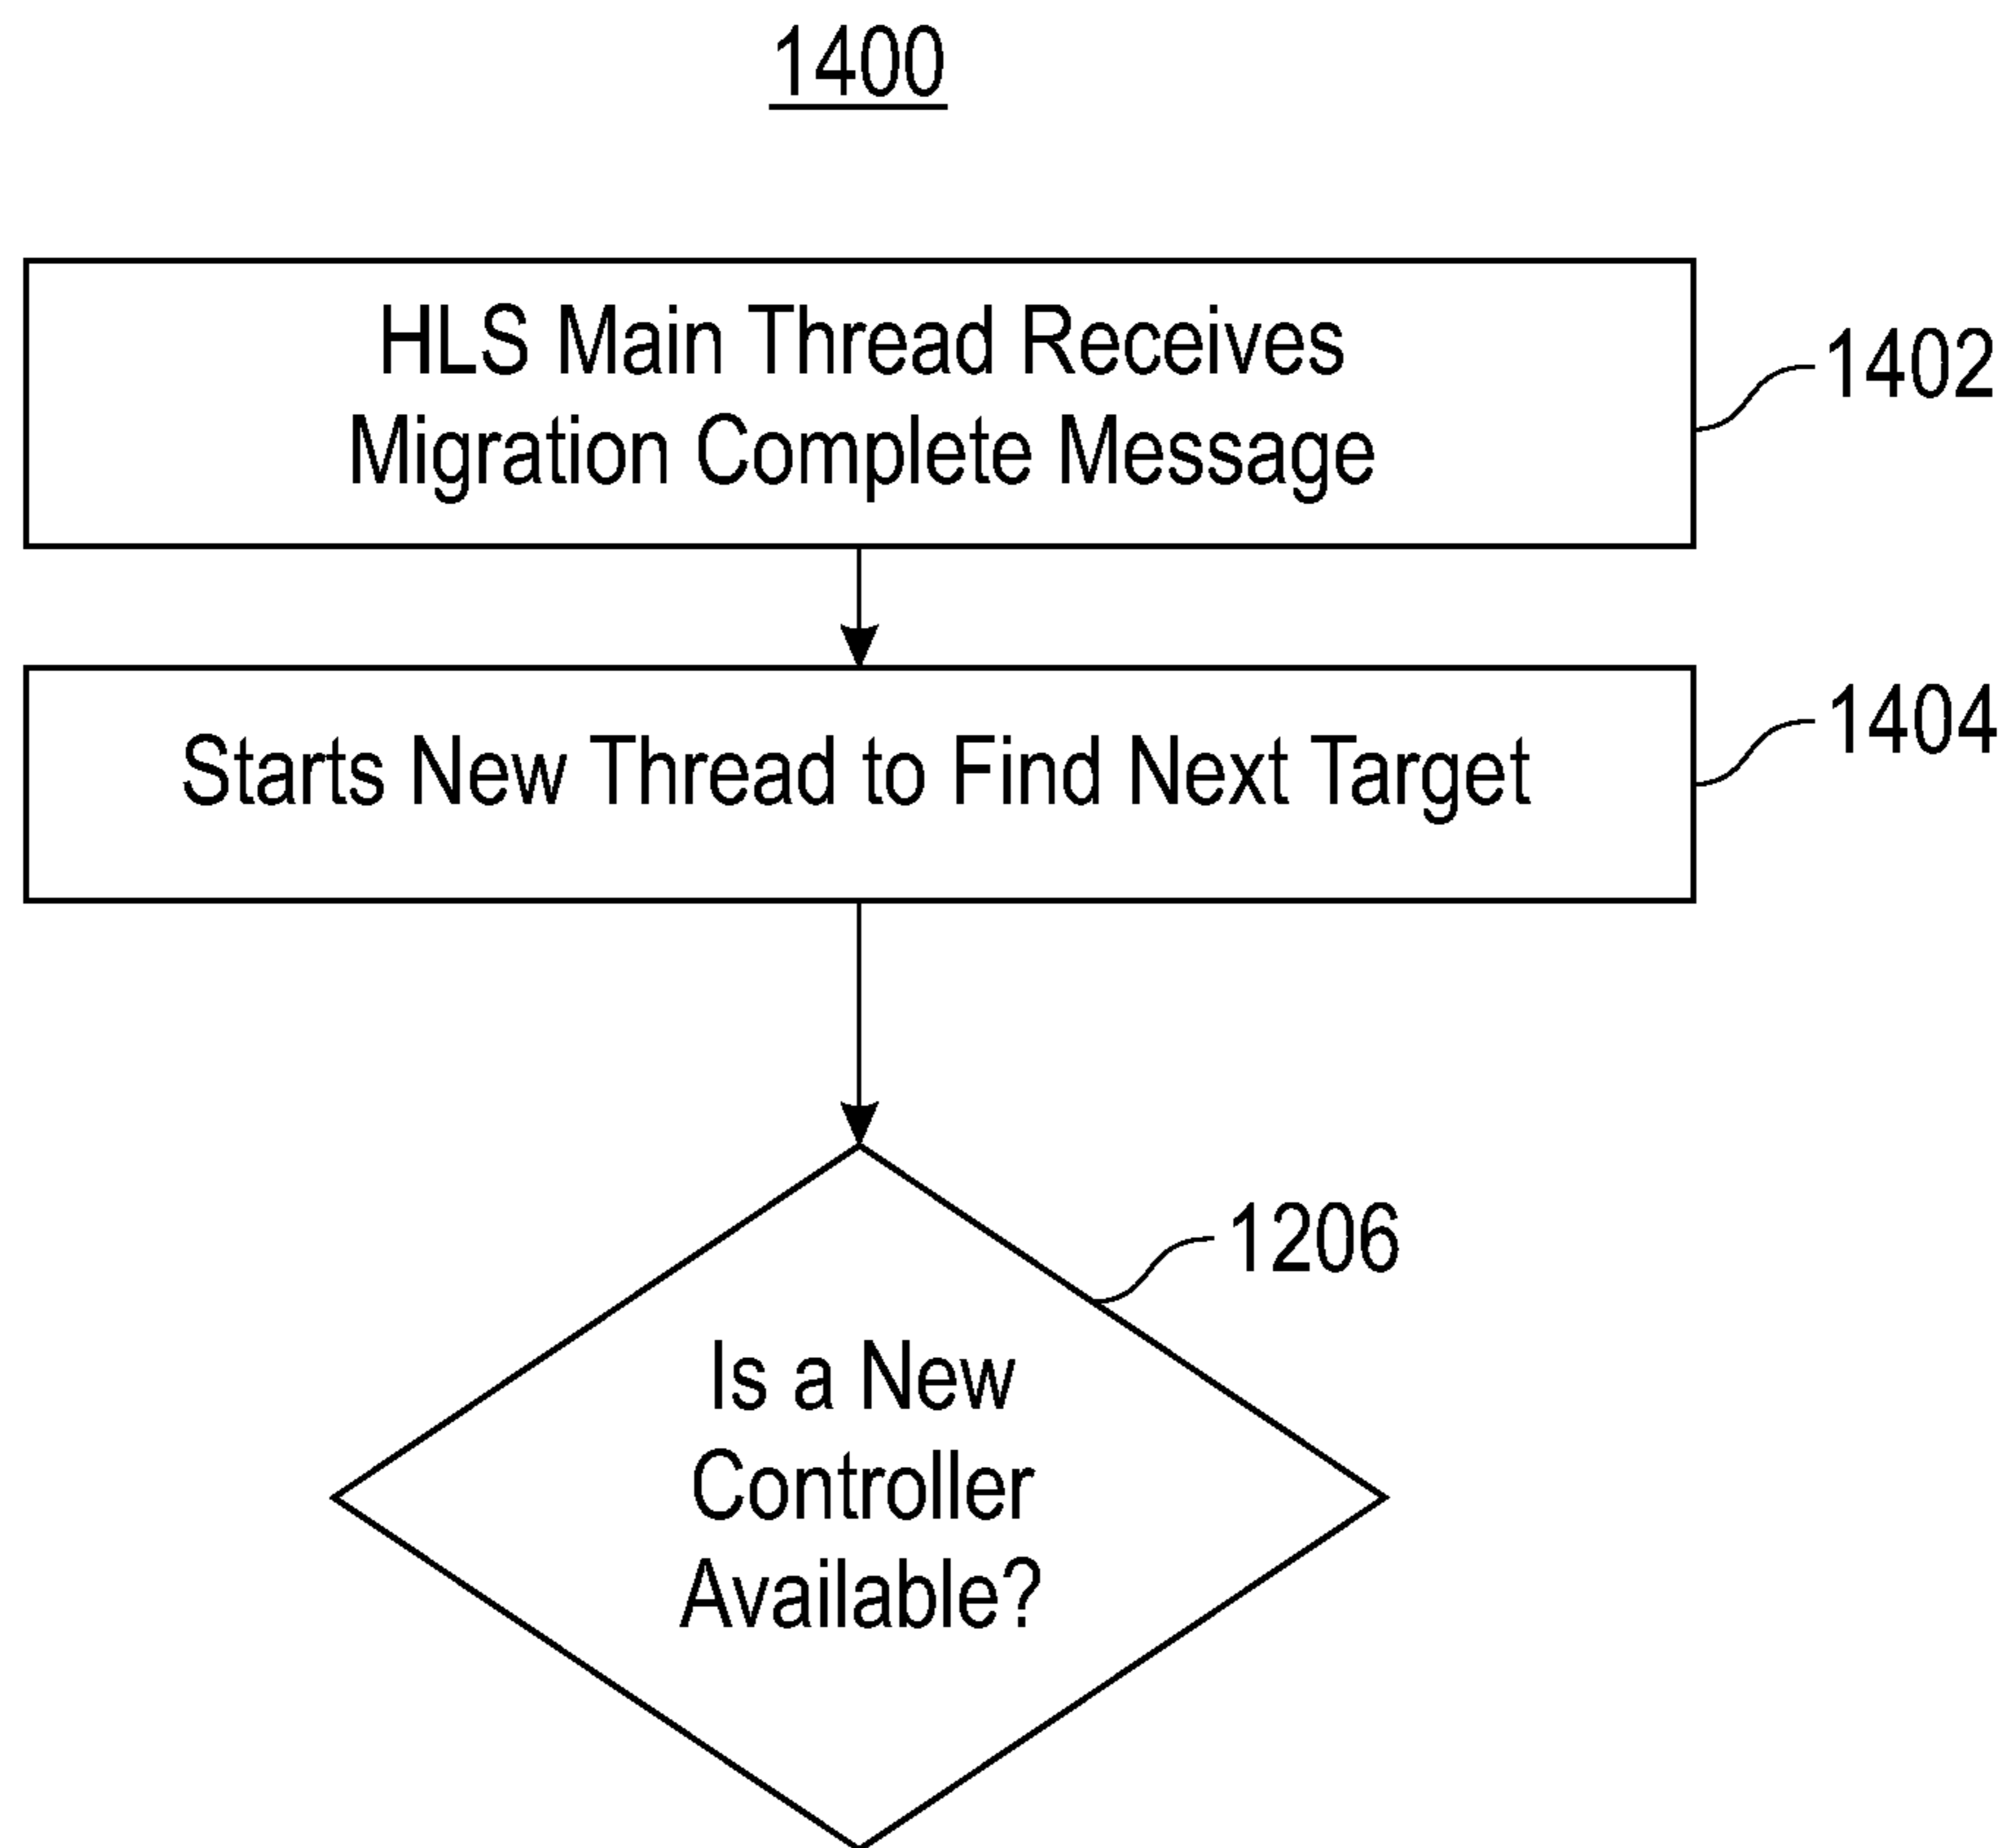 1400
HLS Main Thread Receives
Migration Complete Message
1402
Starts New Thread to Find Next Target
1404
1206
Is a New
Controller
Available?